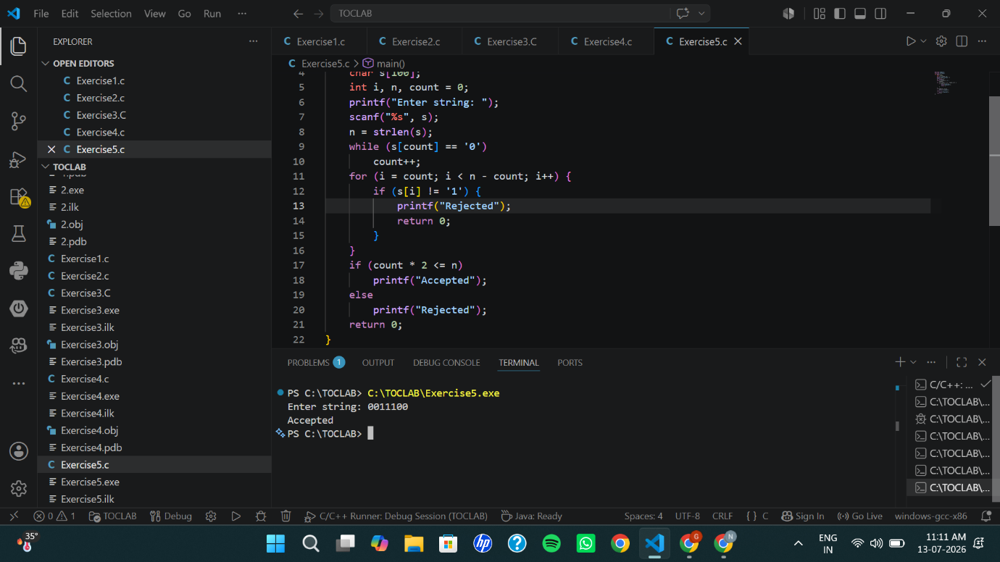 File Edit Selection View Go Run ···
TOCLAB
EXPLORER ···
OPEN EDITORS
C Exercise1.c
C Exercise2.c
C Exercise3.C
C Exercise4.c
C Exercise5.c
TOCLAB
1.pdb
2.exe
2.ilk
2.obj
2.pdb
C Exercise1.c
C Exercise2.c
C Exercise3.C
Exercise3.exe
Exercise3.ilk
Exercise3.obj
Exercise3.pdb
C Exercise4.c
Exercise4.exe
Exercise4.ilk
Exercise4.obj
Exercise4.pdb
C Exercise5.c
Exercise5.exe
Exercise5.ilk
C Exercise1.c C Exercise2.c C Exercise3.C C Exercise4.c C Exercise5.c
C Exercise5.c > main()
4 char s[100];
5 int i, n, count = 0;
6 printf("Enter string: ");
7 scanf("%s", s);
8 n = strlen(s);
9 while (s[count] == '0')
10 count++;
11 for (i = count; i < n - count; i++) {
12 if (s[i] != '1') {
13 printf("Rejected");
14 return 0;
15 }
16 }
17 if (count * 2 <= n)
18 printf("Accepted");
19 else
20 printf("Rejected");
21 return 0;
22 }
PROBLEMS 1 OUTPUT DEBUG CONSOLE TERMINAL PORTS
PS C:\TOCLAB> C:\TOCLAB\Exercise5.exe
Enter string: 0011100
Accepted
PS C:\TOCLAB>
C/C++: ...
C:\TOCLAB\...
C:\TOCLAB\...
C:\TOCLAB\...
C:\TOCLAB\...
C:\TOCLAB\...
C:\TOCLAB\...
0 1 TOCLAB Debug C/C++ Runner: Debug Session (TOCLAB) Java: Ready Spaces: 4 UTF-8 CRLF { } C Sign In Go Live windows-gcc-x86
35°
hp
?
G
N
ENG
IN
11:11 AM
13-07-2026